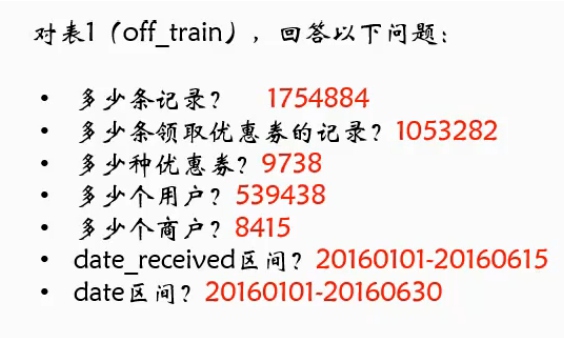 对表1（off_train），回答以下问题：
• 多少条记录？ 1754884
• 多少条领取优惠券的记录？1053282
• 多少种优惠券？9738
• 多少个用户？539438
• 多少个商户？8415
• date_received区间？20160101-20160615
• date区间？20160101-20160630